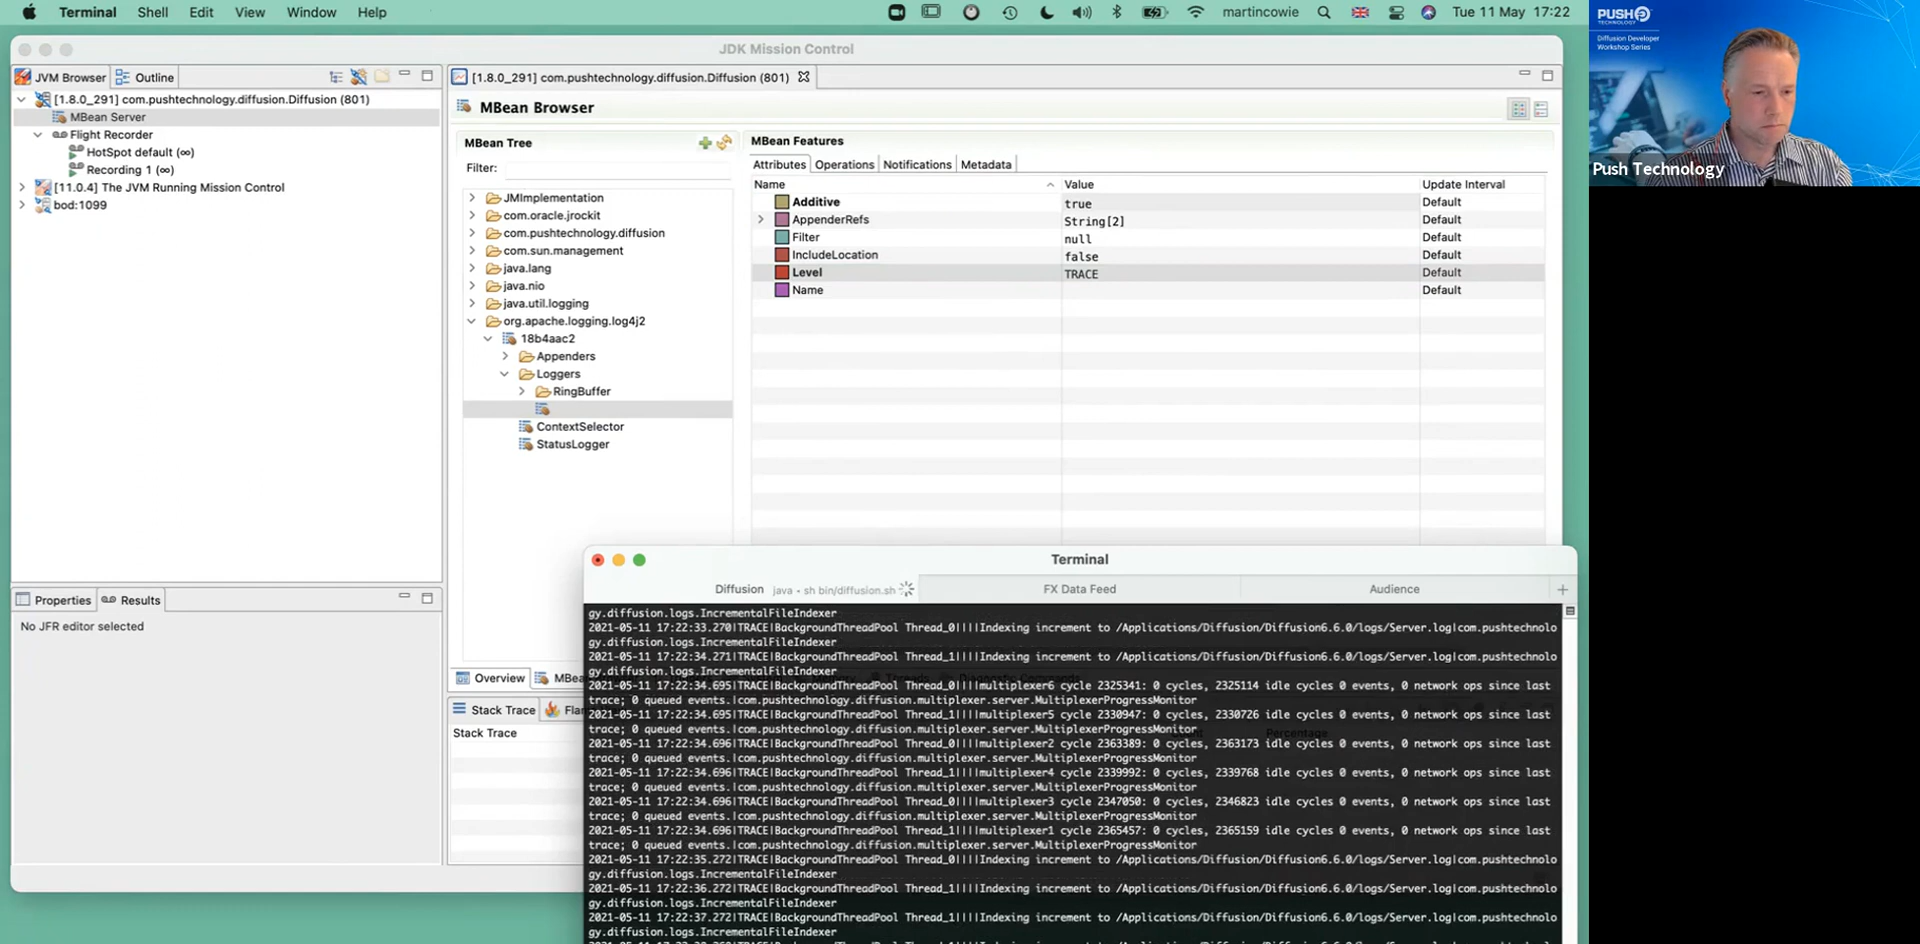 Terminal Shell Edit View Window Help martincowie Tue 11 May 17:22
JDK Mission Control
JVM Browser Outline
[1.8.0_291] com.pushtechnology.diffusion.Diffusion (801)
MBean Server
Flight Recorder
HotSpot default (∞)
Recording 1 (∞)
[11.0.4] The JVM Running Mission Control
bod:1099
Properties Results
No JFR editor selected
[1.8.0_291] com.pushtechnology.diffusion.Diffusion (801)
MBean Browser
MBean Tree
Filter:
JMImplementation
com.oracle.jrockit
com.pushtechnology.diffusion
com.sun.management
java.lang
java.nio
java.util.logging
org.apache.logging.log4j2
18b4aac2
Appenders
Loggers
RingBuffer
ContextSelector
StatusLogger
MBean Features
Attributes Operations Notifications Metadata
Name Value Update Interval
Additive true Default
AppenderRefs String[2] Default
Filter null Default
IncludeLocation false Default
Level TRACE Default
Name Default
Overview
Stack Trace
Stack Trace
Terminal
Diffusion java • sh bin/diffusion.sh FX Data Feed Audience +
gy.diffusion.logs.IncrementalFileIndexer
2021-05-11 17:22:33.270|TRACE|BackgroundThreadPool Thread_0||||Indexing increment to /Applications/Diffusion/Diffusion6.6.0/logs/Server.log|com.pushtechnolo
gy.diffusion.logs.IncrementalFileIndexer
2021-05-11 17:22:34.271|TRACE|BackgroundThreadPool Thread_1||||Indexing increment to /Applications/Diffusion/Diffusion6.6.0/logs/Server.log|com.pushtechnolo
gy.diffusion.logs.IncrementalFileIndexer
2021-05-11 17:22:34.695|TRACE|BackgroundThreadPool Thread_0||||multiplexer6 cycle 2325341: 0 cycles, 2325114 idle cycles 0 events, 0 network ops since last
trace; 0 queued events.|com.pushtechnology.diffusion.multiplexer.server.MultiplexerProgressMonitor
2021-05-11 17:22:34.695|TRACE|BackgroundThreadPool Thread_1||||multiplexer5 cycle 2330947: 0 cycles, 2330726 idle cycles 0 events, 0 network ops since last
trace; 0 queued events.|com.pushtechnology.diffusion.multiplexer.server.MultiplexerProgressMonitor
2021-05-11 17:22:34.696|TRACE|BackgroundThreadPool Thread_0||||multiplexer2 cycle 2363389: 0 cycles, 2363173 idle cycles 0 events, 0 network ops since last
trace; 0 queued events.|com.pushtechnology.diffusion.multiplexer.server.MultiplexerProgressMonitor
2021-05-11 17:22:34.696|TRACE|BackgroundThreadPool Thread_1||||multiplexer4 cycle 2339992: 0 cycles, 2339768 idle cycles 0 events, 0 network ops since last
trace; 0 queued events.|com.pushtechnology.diffusion.multiplexer.server.MultiplexerProgressMonitor
2021-05-11 17:22:34.696|TRACE|BackgroundThreadPool Thread_0||||multiplexer3 cycle 2347050: 0 cycles, 2346823 idle cycles 0 events, 0 network ops since last
trace; 0 queued events.|com.pushtechnology.diffusion.multiplexer.server.MultiplexerProgressMonitor
2021-05-11 17:22:34.696|TRACE|BackgroundThreadPool Thread_1||||multiplexer1 cycle 2365457: 0 cycles, 2365159 idle cycles 0 events, 0 network ops since last
trace; 0 queued events.|com.pushtechnology.diffusion.multiplexer.server.MultiplexerProgressMonitor
2021-05-11 17:22:35.272|TRACE|BackgroundThreadPool Thread_0||||Indexing increment to /Applications/Diffusion/Diffusion6.6.0/logs/Server.log|com.pushtechnolo
gy.diffusion.logs.IncrementalFileIndexer
2021-05-11 17:22:36.272|TRACE|BackgroundThreadPool Thread_1||||Indexing increment to /Applications/Diffusion/Diffusion6.6.0/logs/Server.log|com.pushtechnolo
gy.diffusion.logs.IncrementalFileIndexer
2021-05-11 17:22:37.272|TRACE|BackgroundThreadPool Thread_1||||Indexing increment to /Applications/Diffusion/Diffusion6.6.0/logs/Server.log|com.pushtechnolo
gy.diffusion.logs.IncrementalFileIndexer
PUSH
TECHNOLOGY
Diffusion Developer
Workshop Series
Push Technology